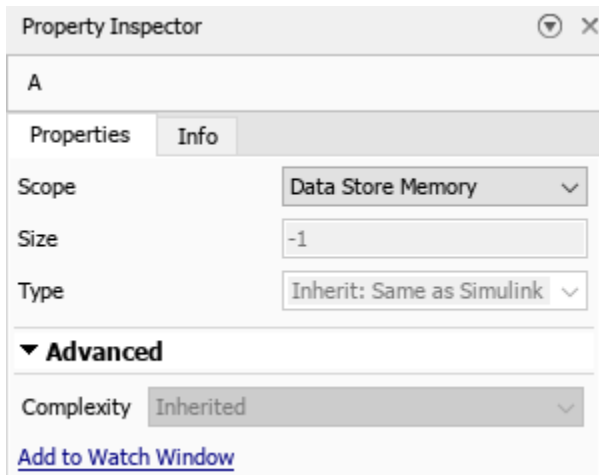 Property Inspector
A
Properties Info
Scope Data Store Memory
Size -1
Type Inherit: Same as Simulink
Advanced
Complexity Inherited
Add to Watch Window